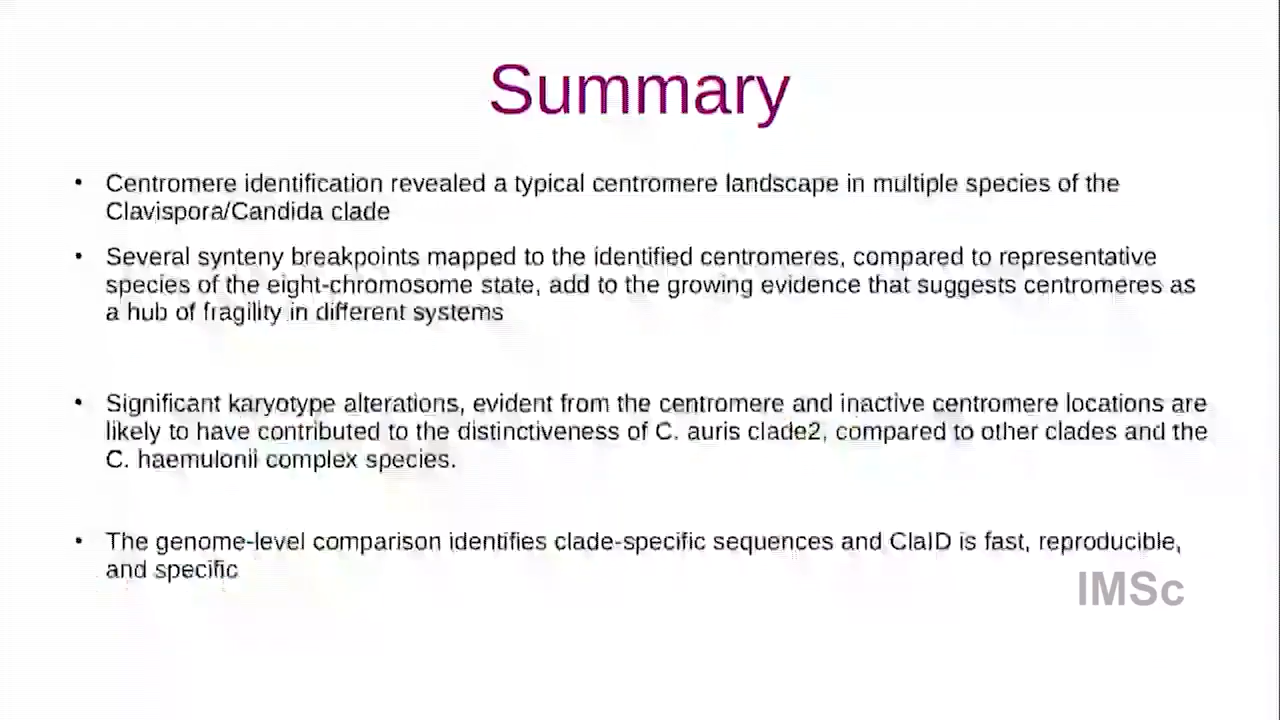 Summary
• Centromere identification revealed a typical centromere landscape in multiple species of the
Clavispora/Candida clade
• Several synteny breakpoints mapped to the identified centromeres, compared to representative
species of the eight-chromosome state, add to the growing evidence that suggests centromeres as
a hub of fragility in different systems
• Significant karyotype alterations, evident from the centromere and inactive centromere locations are
likely to have contributed to the distinctiveness of C. auris clade2, compared to other clades and the
C. haemulonii complex species.
• The genome-level comparison identifies clade-specific sequences and ClaID is fast, reproducible,
and specific
IMSc